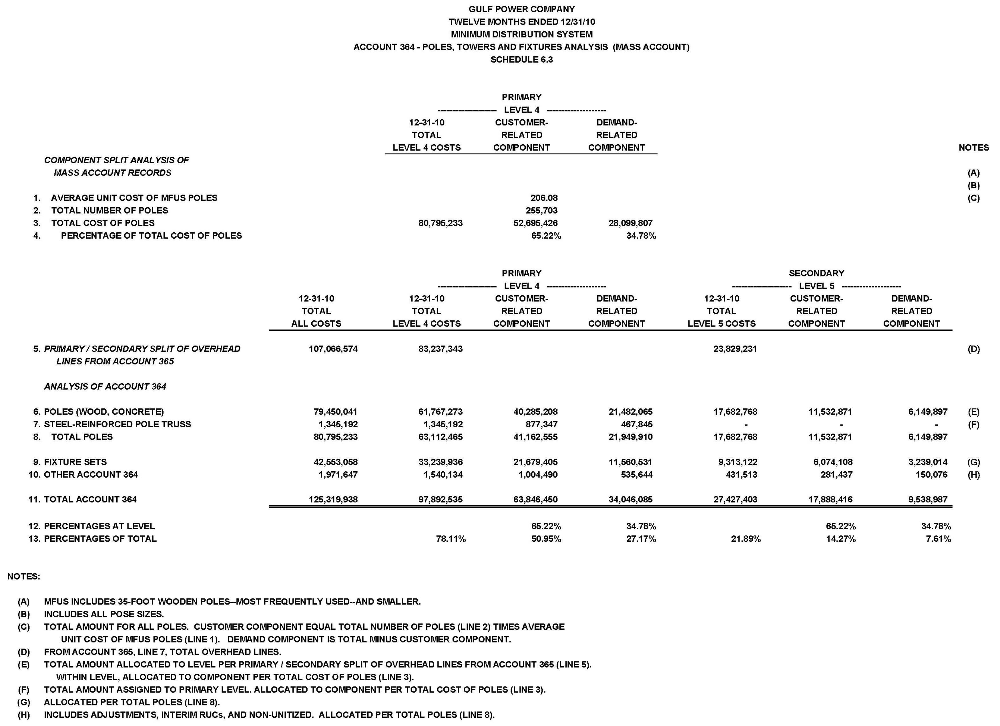 GULF POWER COMPANY
TWELVE MONTHS ENDED 12/31/10
MINIMUM DISTRIBUTION SYSTEM
ACCOUNT 364 - POLES, TOWERS AND FIXTURES ANALYSIS (MASS ACCOUNT)
SCHEDULE 6.3
PRIMARY
-------------------- LEVEL 4 --------------------
12-31-10 CUSTOMER- DEMAND-
TOTAL RELATED RELATED
LEVEL 4 COSTS COMPONENT COMPONENT NOTES
COMPONENT SPLIT ANALYSIS OF
MASS ACCOUNT RECORDS (A)
(B)
1. AVERAGE UNIT COST OF MFUS POLES 206.08 (C)
2. TOTAL NUMBER OF POLES 255,703
3. TOTAL COST OF POLES 80,795,233 52,695,426 28,099,807
4. PERCENTAGE OF TOTAL COST OF POLES 65.22% 34.78%
PRIMARY SECONDARY
-------------------- LEVEL 4 -------------------- -------------------- LEVEL 5 --------------------
12-31-10 12-31-10 CUSTOMER- DEMAND- 12-31-10 CUSTOMER- DEMAND-
TOTAL TOTAL RELATED RELATED TOTAL RELATED RELATED
ALL COSTS LEVEL 4 COSTS COMPONENT COMPONENT LEVEL 5 COSTS COMPONENT COMPONENT
5. PRIMARY / SECONDARY SPLIT OF OVERHEAD 107,066,574 83,237,343 23,829,231 (D)
LINES FROM ACCOUNT 365
ANALYSIS OF ACCOUNT 364
6. POLES (WOOD, CONCRETE) 79,450,041 61,767,273 40,285,208 21,482,065 17,682,768 11,532,871 6,149,897 (E)
7. STEEL-REINFORCED POLE TRUSS 1,345,192 1,345,192 877,347 467,845 - - - (F)
8. TOTAL POLES 80,795,233 63,112,465 41,162,555 21,949,910 17,682,768 11,532,871 6,149,897
9. FIXTURE SETS 42,553,058 33,239,936 21,679,405 11,560,531 9,313,122 6,074,108 3,239,014 (G)
10. OTHER ACCOUNT 364 1,971,647 1,540,134 1,004,490 535,644 431,513 281,437 150,076 (H)
11. TOTAL ACCOUNT 364 125,319,938 97,892,535 63,846,450 34,046,085 27,427,403 17,888,416 9,538,987
12. PERCENTAGES AT LEVEL 65.22% 34.78% 65.22% 34.78%
13. PERCENTAGES OF TOTAL 78.11% 50.95% 27.17% 21.89% 14.27% 7.61%
NOTES:
(A) MFUS INCLUDES 35-FOOT WOODEN POLES--MOST FREQUENTLY USED--AND SMALLER.
(B) INCLUDES ALL POSE SIZES.
(C) TOTAL AMOUNT FOR ALL POLES. CUSTOMER COMPONENT EQUAL TOTAL NUMBER OF POLES (LINE 2) TIMES AVERAGE
UNIT COST OF MFUS POLES (LINE 1). DEMAND COMPONENT IS TOTAL MINUS CUSTOMER COMPONENT.
(D) FROM ACCOUNT 365, LINE 7, TOTAL OVERHEAD LINES.
(E) TOTAL AMOUNT ALLOCATED TO LEVEL PER PRIMARY / SECONDARY SPLIT OF OVERHEAD LINES FROM ACCOUNT 365 (LINE 5).
WITHIN LEVEL, ALLOCATED TO COMPONENT PER TOTAL COST OF POLES (LINE 3).
(F) TOTAL AMOUNT ASSIGNED TO PRIMARY LEVEL. ALLOCATED TO COMPONENT PER TOTAL COST OF POLES (LINE 3).
(G) ALLOCATED PER TOTAL POLES (LINE 8).
(H) INCLUDES ADJUSTMENTS, INTERIM RUCs, AND NON-UNITIZED. ALLOCATED PER TOTAL POLES (LINE 8).